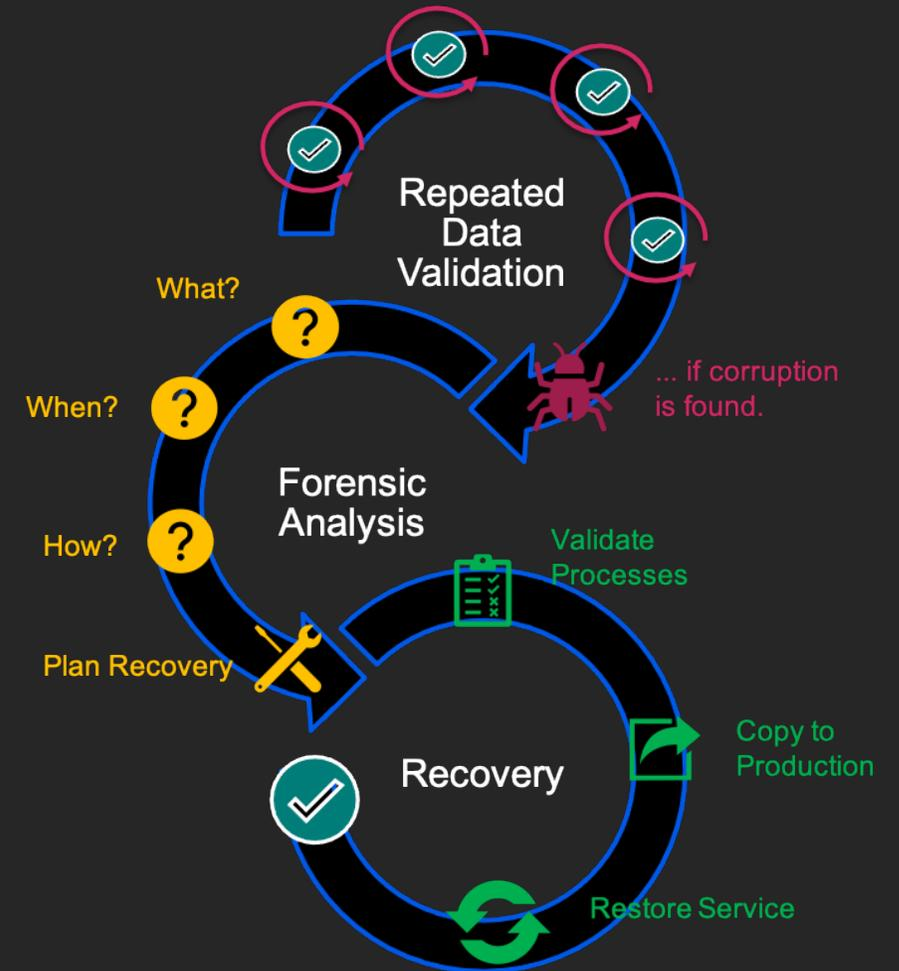 Repeated
Data
Validation
What?
When?
... if corruption
is found.
Forensic
Analysis
How?
Validate
Processes
Plan Recovery
Copy to
Production
Recovery
Restore Service